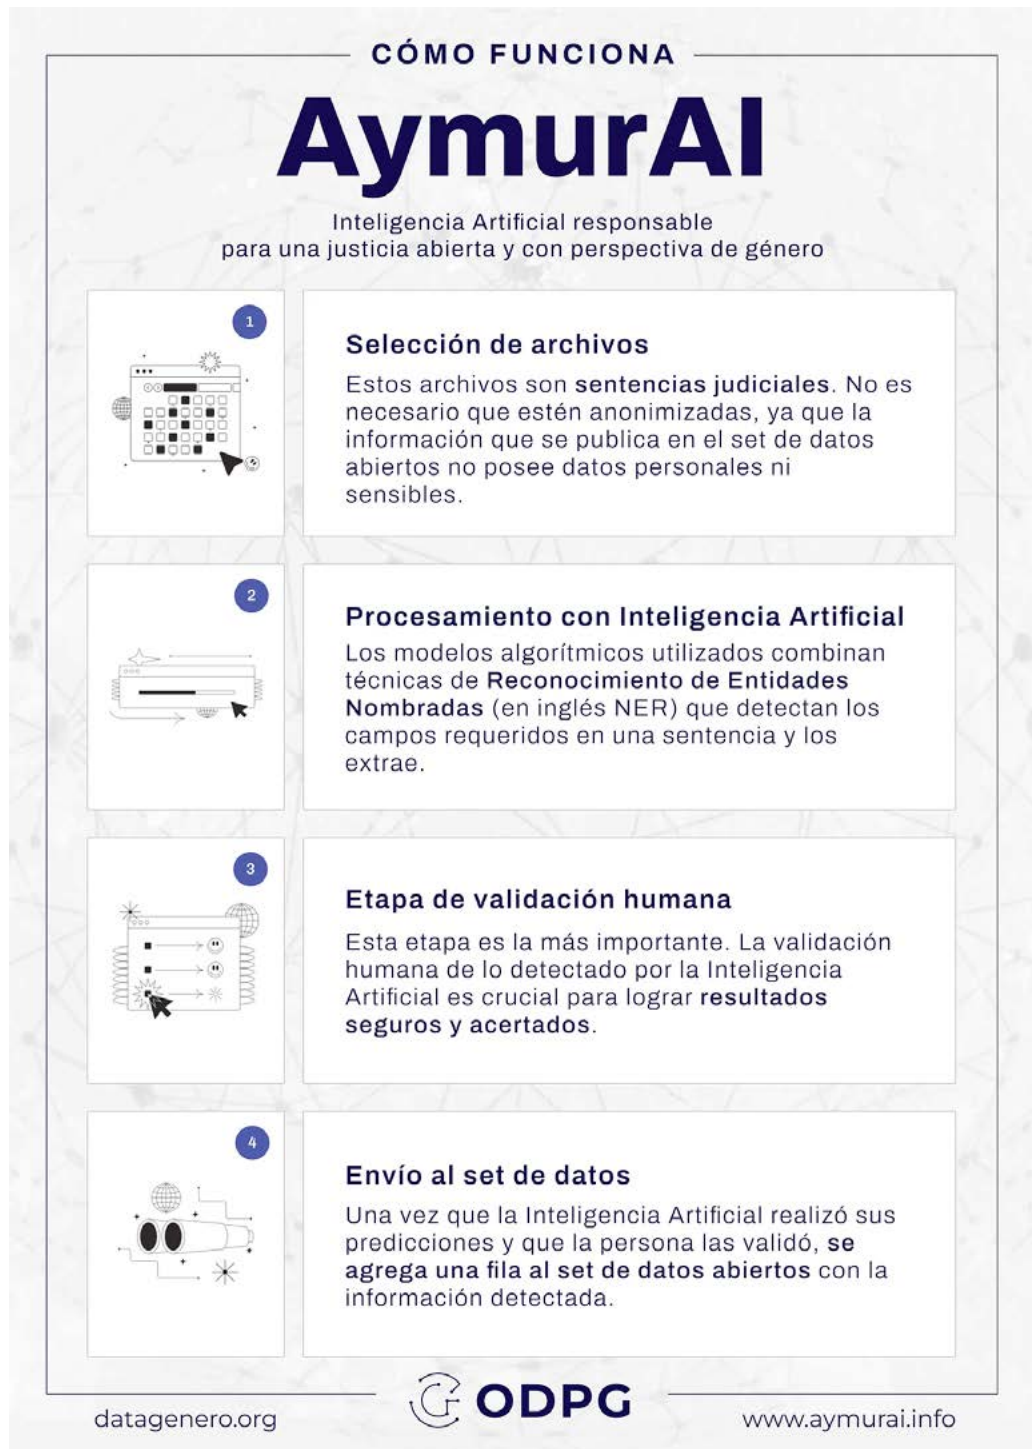 CÓMO FUNCIONA
AymurAI
Inteligencia Artificial responsable
para una justicia abierta y con perspectiva de género
1
Selección de archivos
Estos archivos son sentencias judiciales. No es
necesario que estén anonimizadas, ya que la
información que se publica en el set de datos
abiertos no posee datos personales ni
sensibles.
2
Procesamiento con Inteligencia Artificial
Los modelos algorítmicos utilizados combinan
técnicas de Reconocimiento de Entidades
Nombradas (en inglés NER) que detectan los
campos requeridos en una sentencia y los
extrae.
3
Etapa de validación humana
Esta etapa es la más importante. La validación
humana de lo detectado por la Inteligencia
Artificial es crucial para lograr resultados
seguros y acertados.
4
Envío al set de datos
Una vez que la Inteligencia Artificial realizó sus
predicciones y que la persona las validó, se
agrega una fila al set de datos abiertos con la
información detectada.
ODPG
datagenero.org
www.aymurai.info